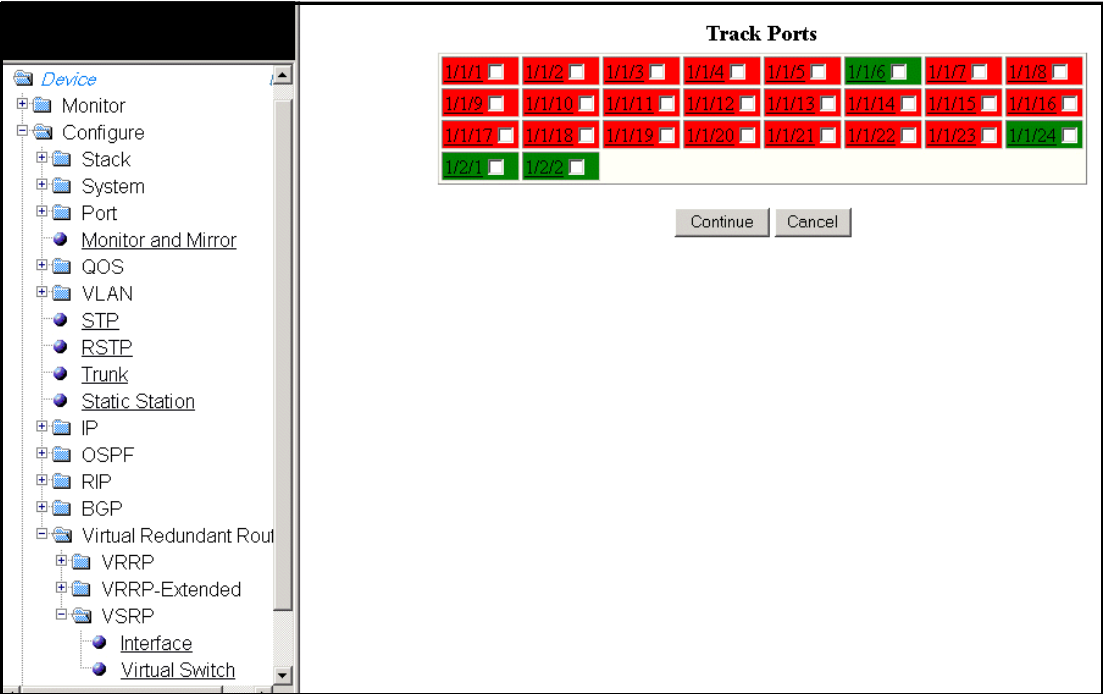 Device
Monitor
Configure
Stack
System
Port
Monitor and Mirror
QOS
VLAN
STP
RSTP
Trunk
Static Station
IP
OSPF
RIP
BGP
Virtual Redundant Rout
VRRP
VRRP-Extended
VSRP
Interface
Virtual Switch
Track Ports
1/1/1 1/1/2 1/1/3 1/1/4 1/1/5 1/1/6 1/1/7 1/1/8
1/1/9 1/1/10 1/1/11 1/1/12 1/1/13 1/1/14 1/1/15 1/1/16
1/1/17 1/1/18 1/1/19 1/1/20 1/1/21 1/1/22 1/1/23 1/1/24
1/2/1 1/2/2
Continue Cancel